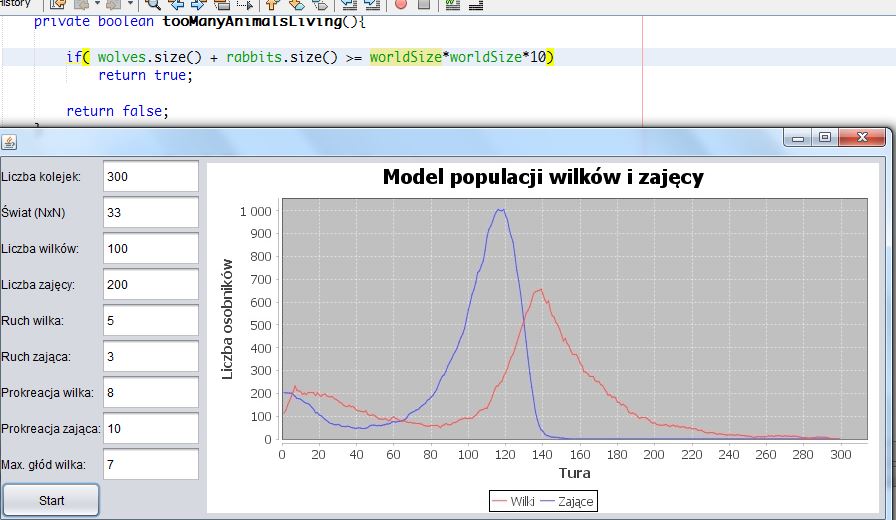 History
private boolean tooManyAnimalsLiving(){
if( wolves.size() + rabbits.size() >= worldSize*worldSize*10)
return true;
return false;
Liczba kolejek: 300
Świat (NxN) 33
Liczba wilków: 100
Liczba zajęcy: 200
Ruch wilka: 5
Ruch zająca: 3
Prokreacja wilka: 8
Prokreacja zająca: 10
Max. głód wilka: 7
Start
Model populacji wilków i zajęcy
Liczba osobników
1 000
900
800
700
600
500
400
300
200
100
0
0 20 40 60 80 100 120 140 160 180 200 220 240 260 280 300
Tura
Wilki Zające